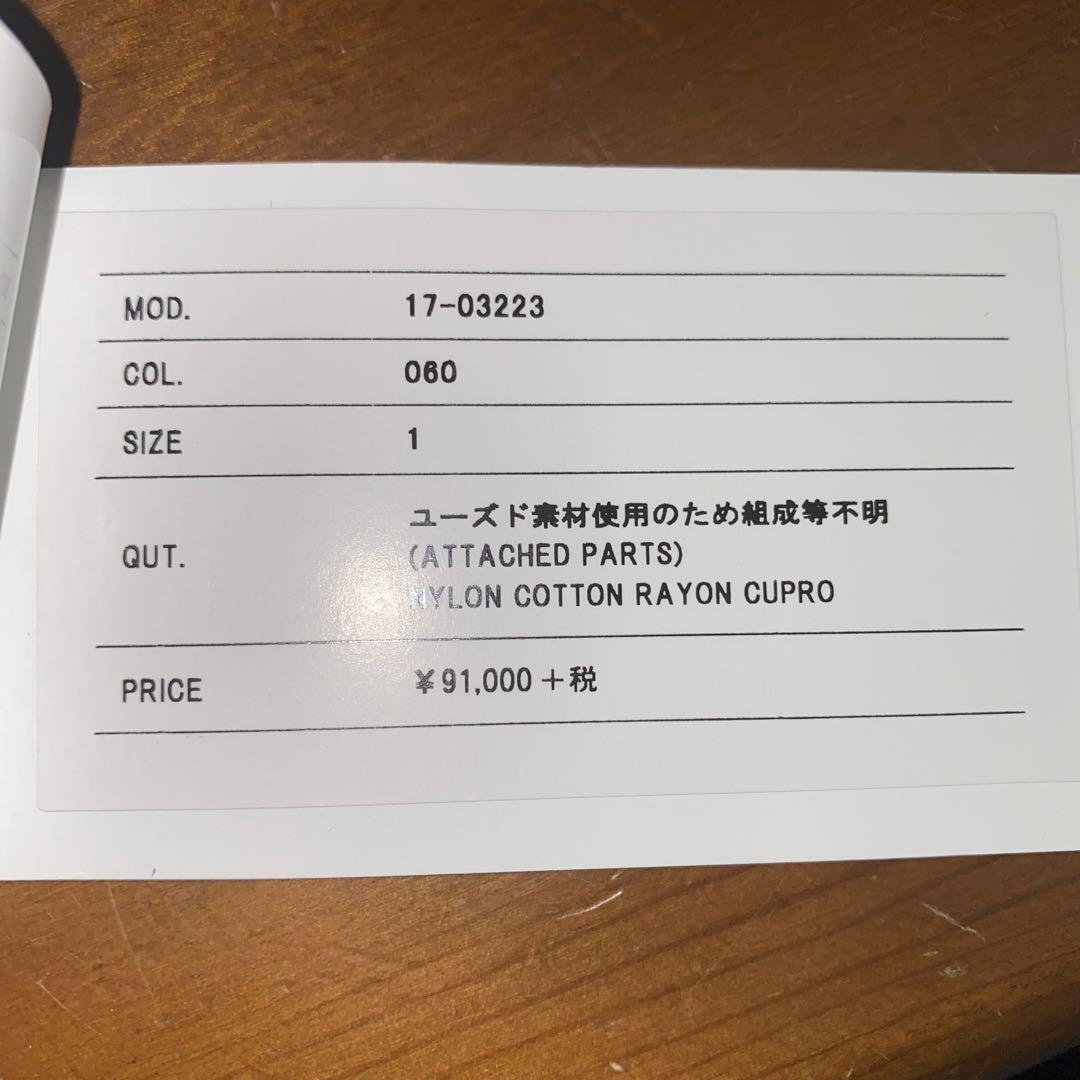 MOD. 17-03223
COL. 060
SIZE 1
ユーズド素材使用のため組成等不明
QUT. (ATTACHED PARTS)
NYLON COTTON RAYON CUPRO
PRICE ¥91,000+税